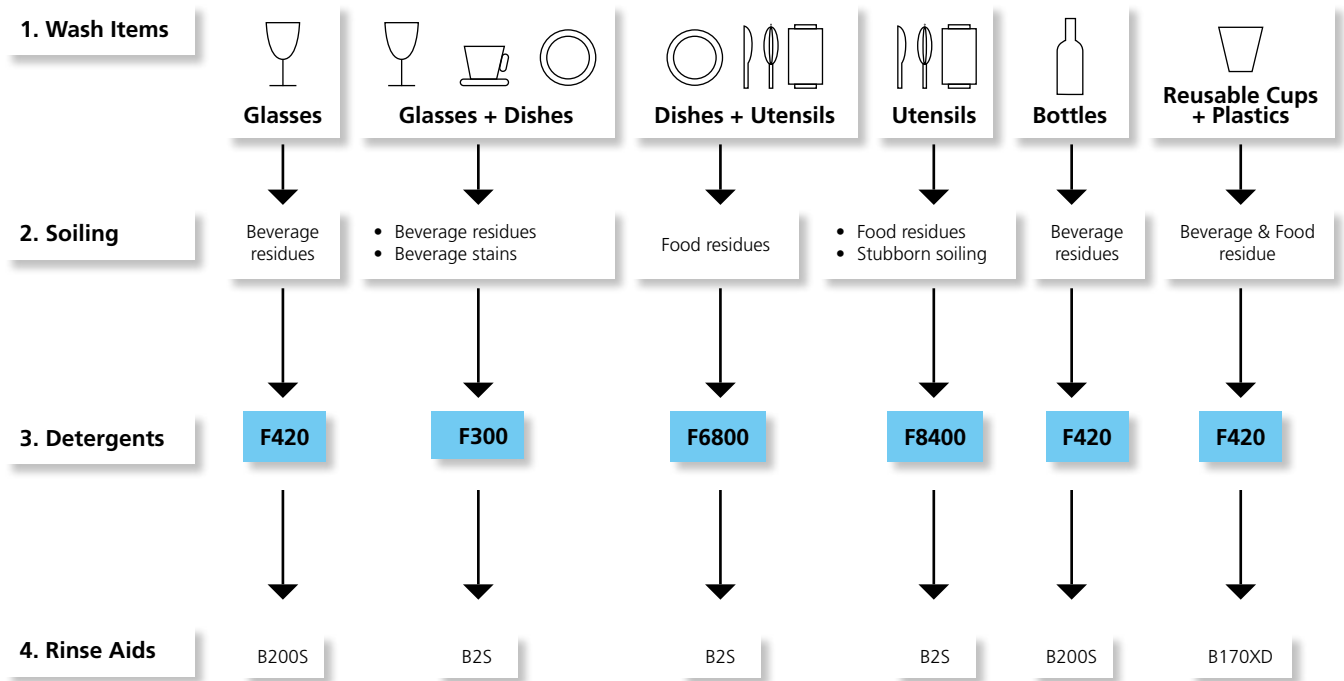 1. Wash Items
Glasses
Glasses + Dishes
Dishes + Utensils
Utensils
Bottles
Reusable Cups
+ Plastics
2. Soiling
Beverage
residues
• Beverage residues
• Beverage stains
Food residues
• Food residues
• Stubborn soiling
Beverage
residues
Beverage & Food
residue
3. Detergents
F420
F300
F6800
F8400
F420
F420
4. Rinse Aids
B200S
B2S
B2S
B2S
B200S
B170XD